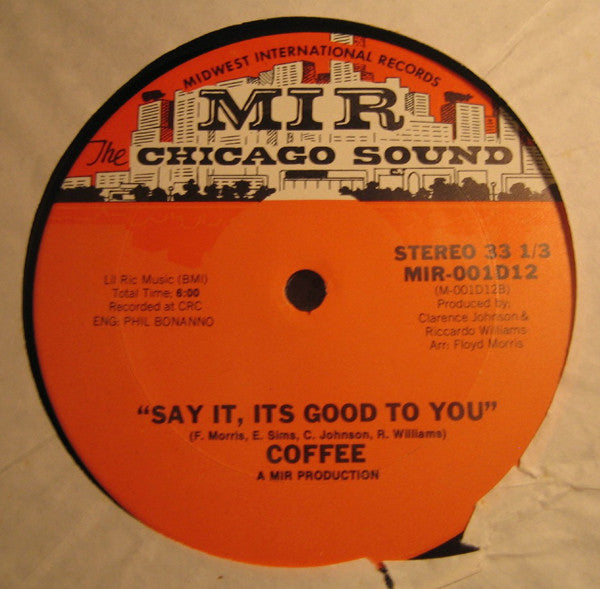 MIDWEST INTERNATIONAL RECORDS
MIR
The CHICAGO SOUND
STEREO 33 1/3
MIR-001D12
(M-001D12B)
Produced by:
Clarence Johnson &
Riccardo Williams
Arr: Floyd Morris
Lil Ric Music (BMI)
Total Time: 6:00
Recorded at CRC
ENG: PHIL BONANNO
"SAY IT, ITS GOOD TO YOU"
(F. Morris, E. Sims, C. Johnson, R. Williams)
COFFEE
A MIR PRODUCTION